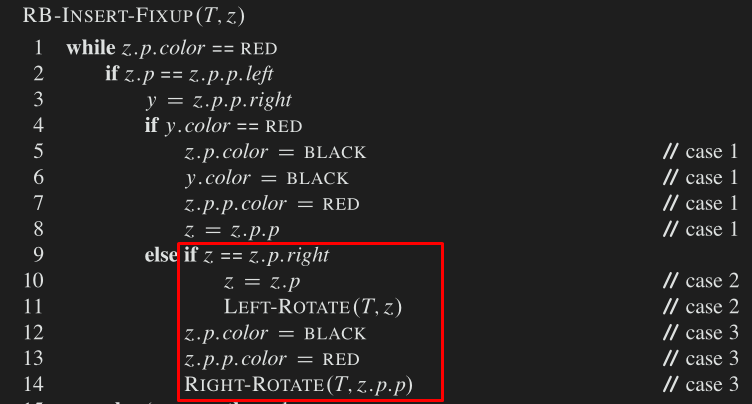 RB-INSERT-FIXUP(T, z)
1 while z.p.color == RED
2 if z.p == z.p.p.left
3 y = z.p.p.right
4 if y.color == RED
5 z.p.color = BLACK // case 1
6 y.color = BLACK // case 1
7 z.p.p.color = RED // case 1
8 z = z.p.p // case 1
9 else if z == z.p.right
10 z = z.p // case 2
11 LEFT-ROTATE(T, z) // case 2
12 z.p.color = BLACK // case 3
13 z.p.p.color = RED // case 3
14 RIGHT-ROTATE(T, z.p.p) // case 3